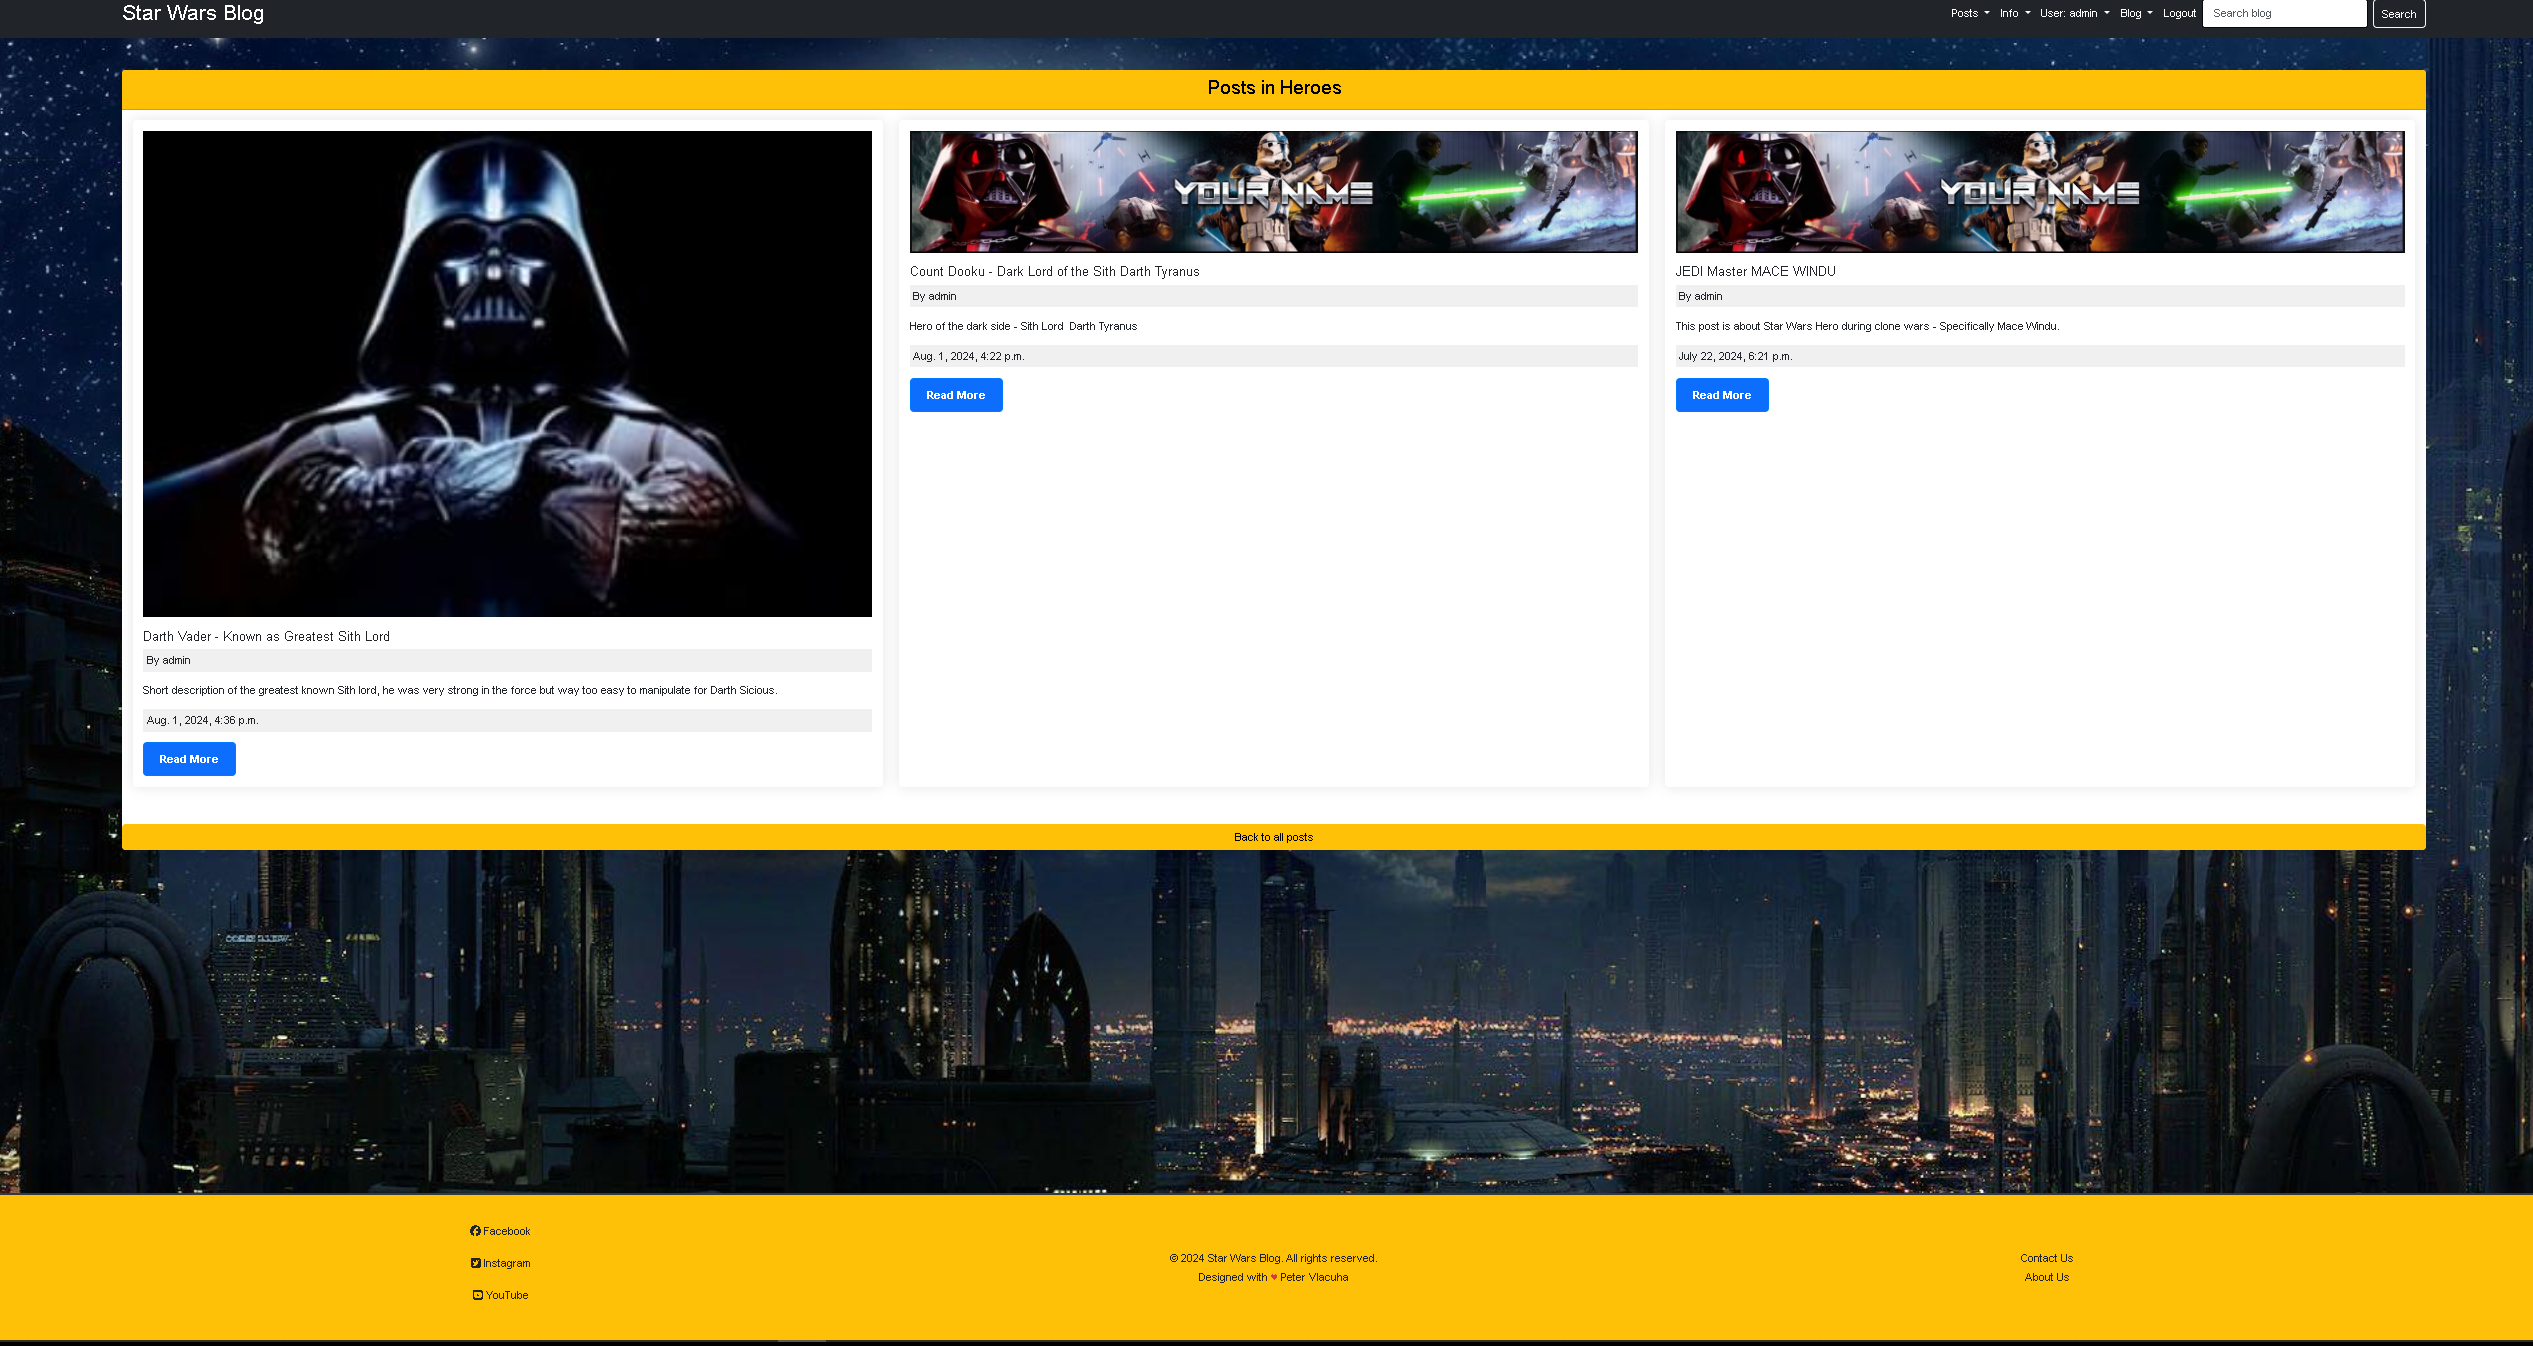 Star Wars Blog
Posts Info User: admin Blog Logout Search blog Search
Posts in Heroes
YOUR NAME
YOUR NAME
Darth Vader - Known as Greatest Sith Lord
By admin
Short description of the greatest known Sith lord, he was very strong in the force but way too easy to manipulate for Darth Sicious.
Aug. 1, 2024, 4:36 p.m.
Read More
Count Dooku - Dark Lord of the Sith Darth Tyranus
By admin
Hero of the dark side - Sith Lord Darth Tyranus
Aug. 1, 2024, 4:22 p.m.
Read More
JEDI Master MACE WINDU
By admin
This post is about Star Wars Hero during clone wars - Specifically Mace Windu.
July 22, 2024, 6:21 p.m.
Read More
Back to all posts
Facebook
Instagram
YouTube
© 2024 Star Wars Blog. All rights reserved.
Designed with ♥ Peter Vlacuha
Contact Us
About Us